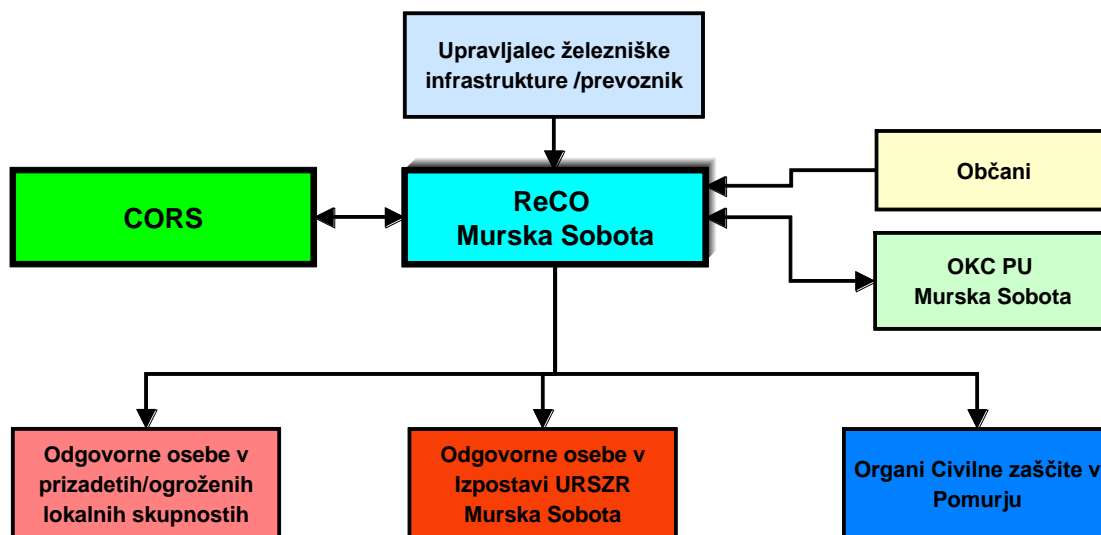 Upravljalec železniške
infrastrukture /prevoznik
Občani
CORS
ReCO
Murska Sobota
OKC PU
Murska Sobota
Odgovorne osebe v
prizadetih/ogroženih
lokalnih skupnostih
Odgovorne osebe v
Izpostavi URSZR
Murska Sobota
Organi Civilne zaščite v
Pomurju